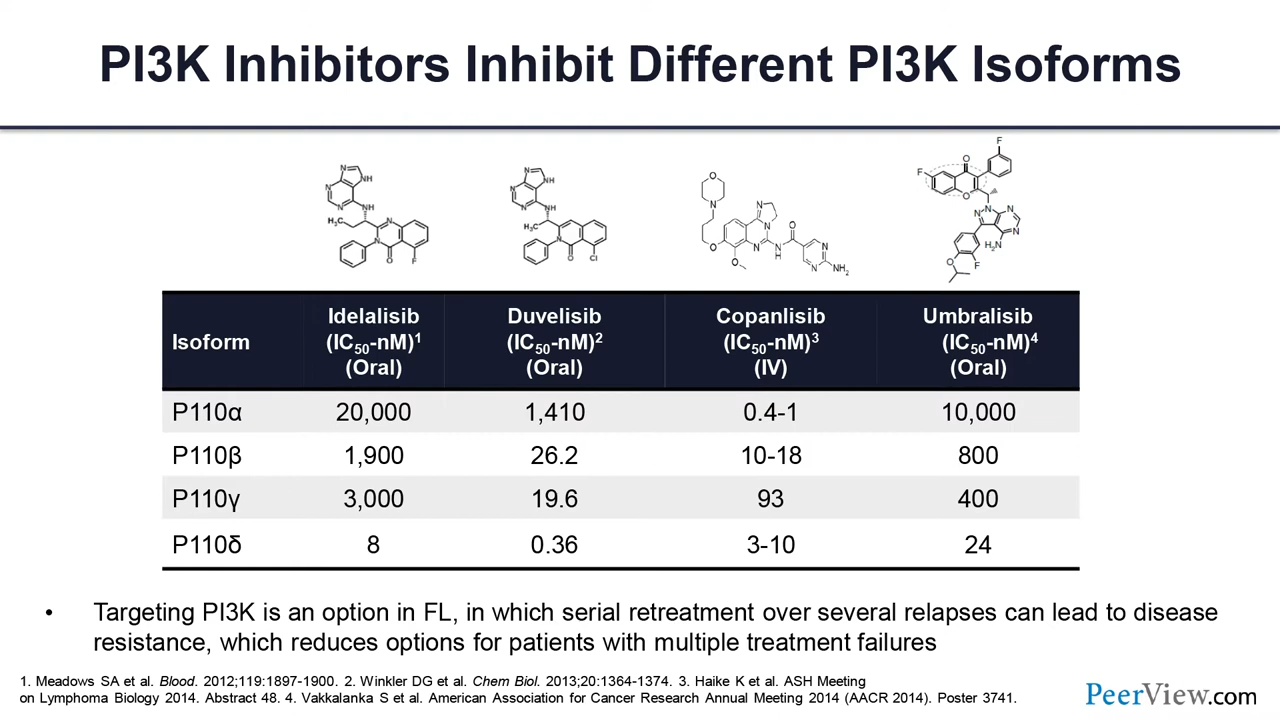 PI3K Inhibitors Inhibit Different PI3K Isoforms
Isoform
Idelalisib
(IC50-nM)1
(Oral)
Duvelisib
(IC50-nM)2
(Oral)
Copanlisib
(IC50-nM)3
(IV)
Umbralisib
(IC50-nM)4
(Oral)
P110α 20,000 1,410 0.4-1 10,000
P110β 1,900 26.2 10-18 800
P110γ 3,000 19.6 93 400
P110δ 8 0.36 3-10 24
• Targeting PI3K is an option in FL, in which serial retreatment over several relapses can lead to disease
resistance, which reduces options for patients with multiple treatment failures
1. Meadows SA et al. Blood. 2012;119:1897-1900. 2. Winkler DG et al. Chem Biol. 2013;20:1364-1374. 3. Haike K et al. ASH Meeting
on Lymphoma Biology 2014. Abstract 48. 4. Vakkalanka S et al. American Association for Cancer Research Annual Meeting 2014 (AACR 2014). Poster 3741.
PeerView.com